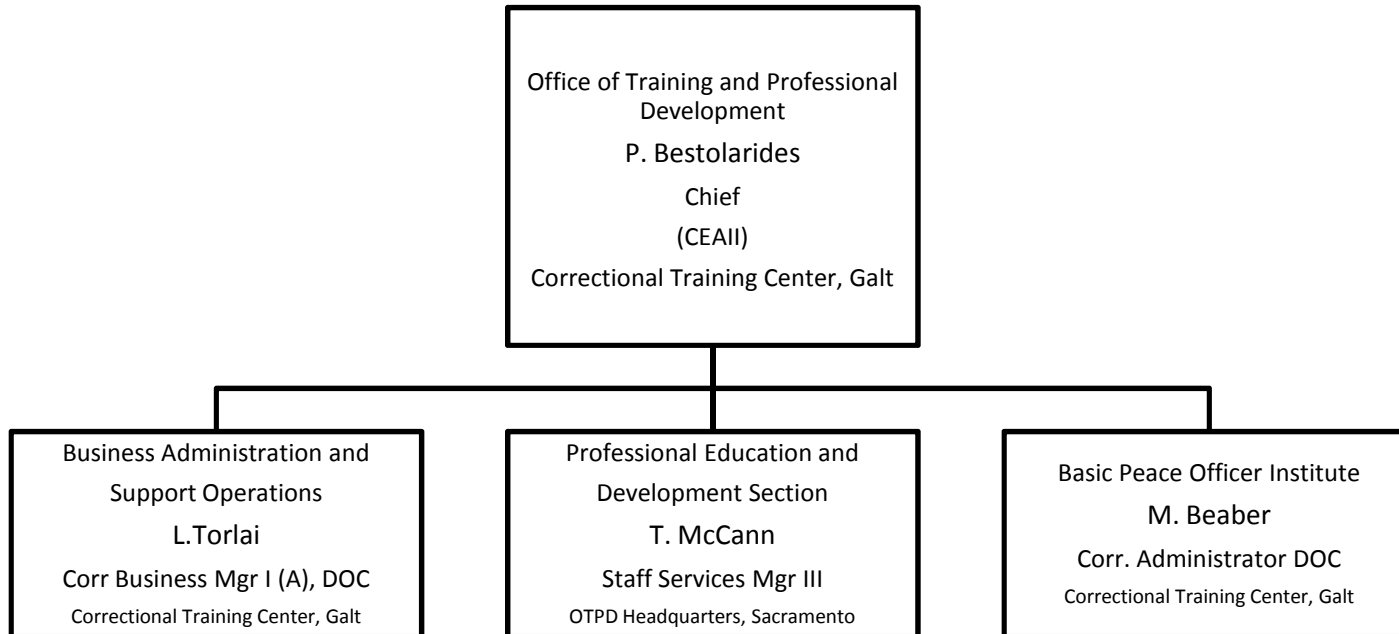 Office of Training and Professional
Development
P. Bestolarides
Chief
(CEAII)
Correctional Training Center, Galt
Business Administration and
Support Operations
L.Torlai
Corr Business Mgr I (A), DOC
Correctional Training Center, Galt
Professional Education and
Development Section
T. McCann
Staff Services Mgr III
OTPD Headquarters, Sacramento
Basic Peace Officer Institute
M. Beaber
Corr. Administrator DOC
Correctional Training Center, Galt